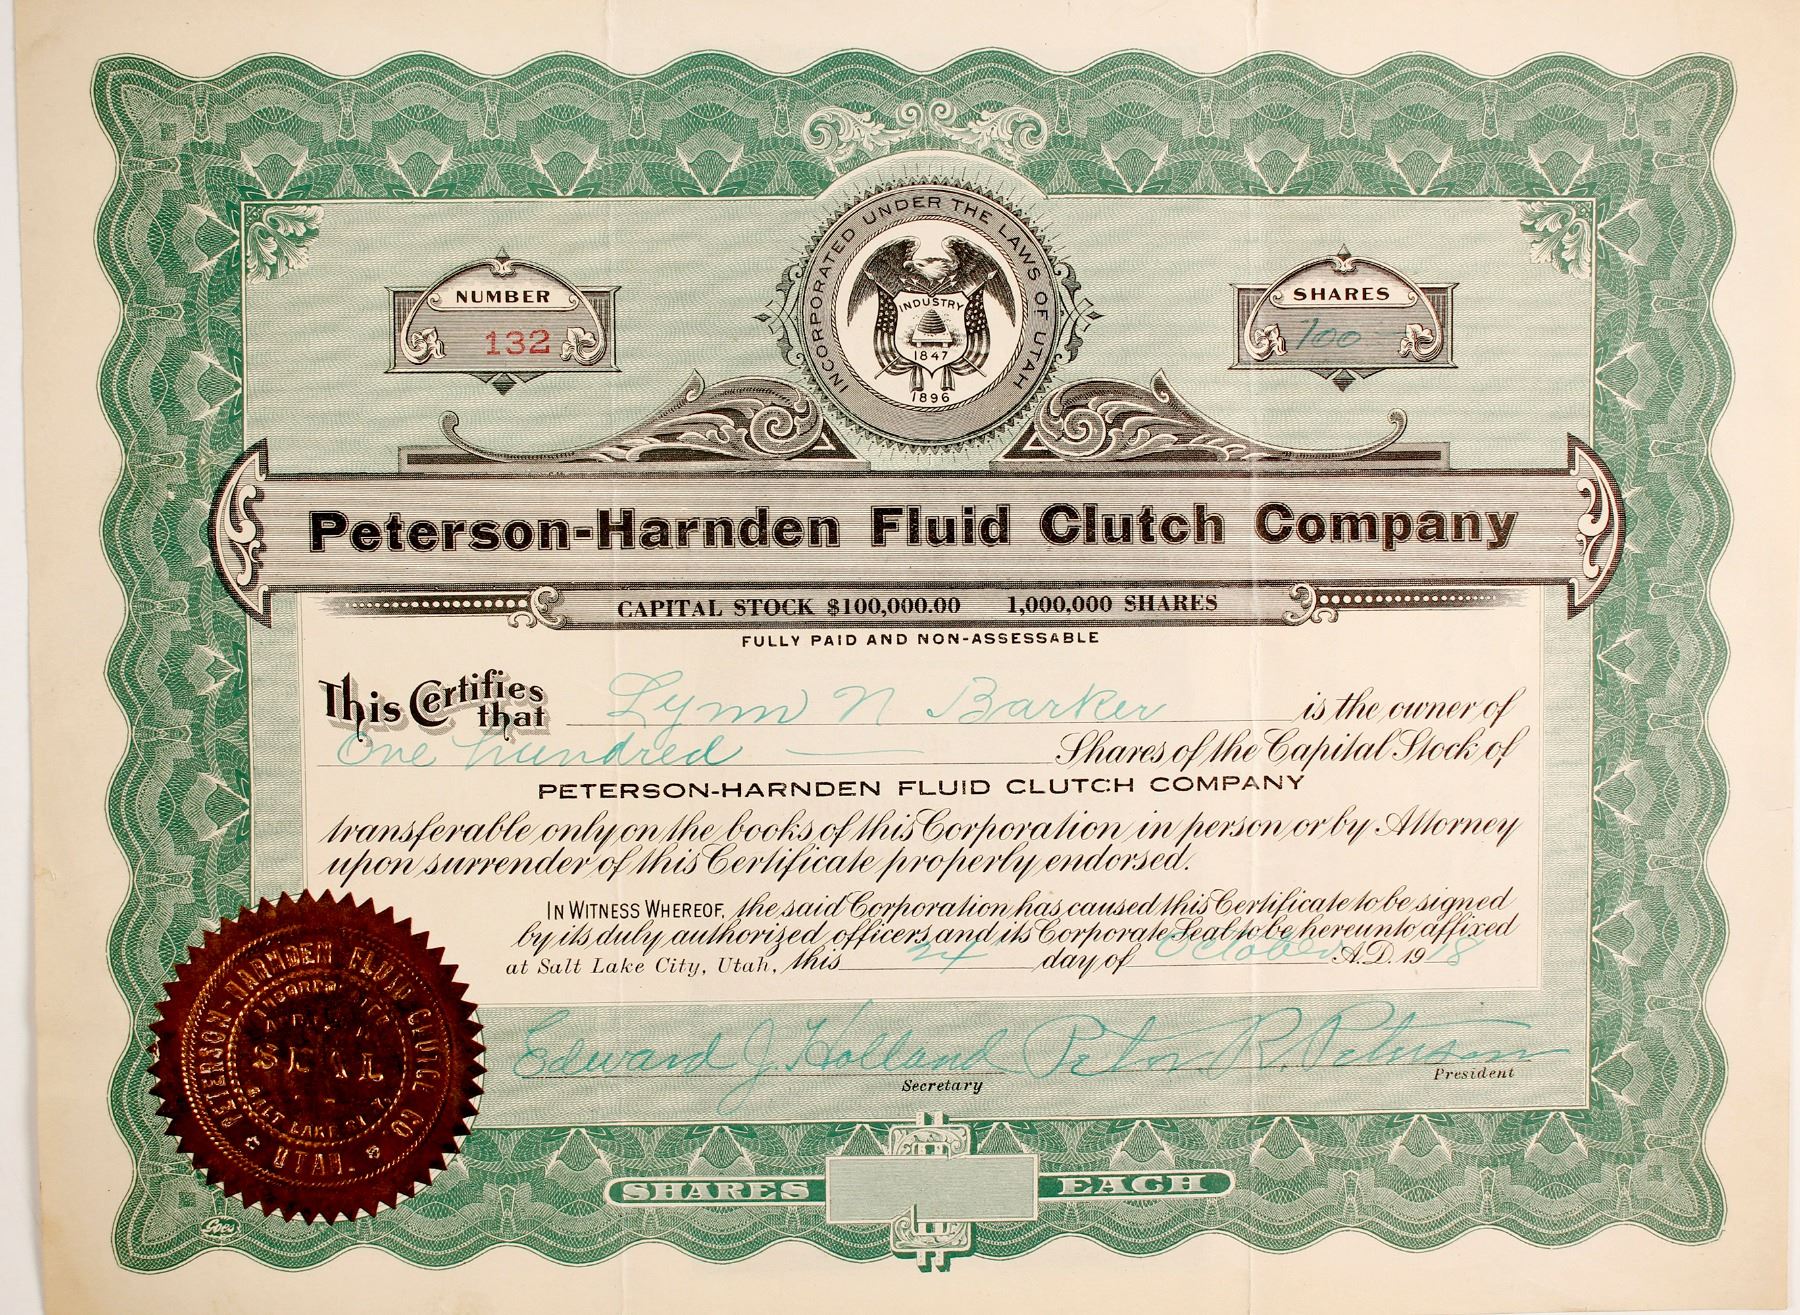 INCORPORATED UNDER THE LAWS OF UTAH
INDUSTRY
1847
1896
NUMBER
132
SHARES
100
Peterson-Harnden Fluid Clutch Company
CAPITAL STOCK $100,000.00 1,000,000 SHARES
FULLY PAID AND NON-ASSESSABLE
This Certifies that Lynn N Barker is the owner of
One hundred Shares of the Capital Stock of
PETERSON-HARNDEN FLUID CLUTCH COMPANY
transferable only on the books of this Corporation in person or by Attorney
upon surrender of this Certificate properly endorsed.
IN WITNESS WHEREOF, the said Corporation has caused this Certificate to be signed
by its duly authorized officers and its Corporate Seal to be hereunto affixed
at Salt Lake City, Utah, this 24 day of October A.D. 1918
Edward J. Holland Peter R. Peterson
Secretary
President
PETERSON-HARNDEN FLUID CLUTCH CO
INCORPORATED
SEAL
SALT LAKE CITY
UTAH.
SHARES EACH
Goes